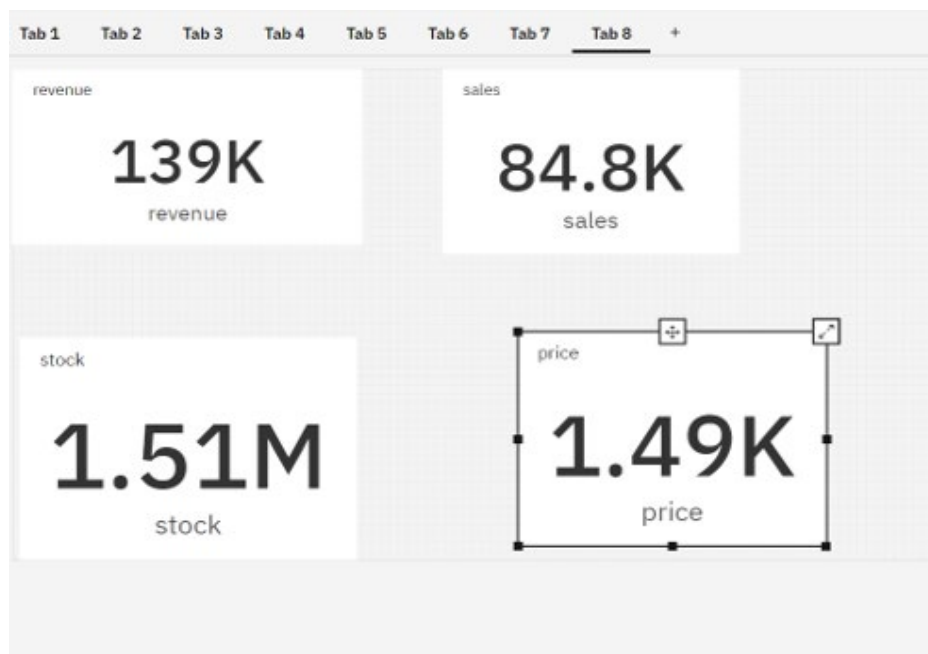 Tab 1 Tab 2 Tab 3 Tab 4 Tab 5 Tab 6 Tab 7 Tab 8 +
revenue
139K
revenue
sales
84.8K
sales
stock
1.51M
stock
price
1.49K
price